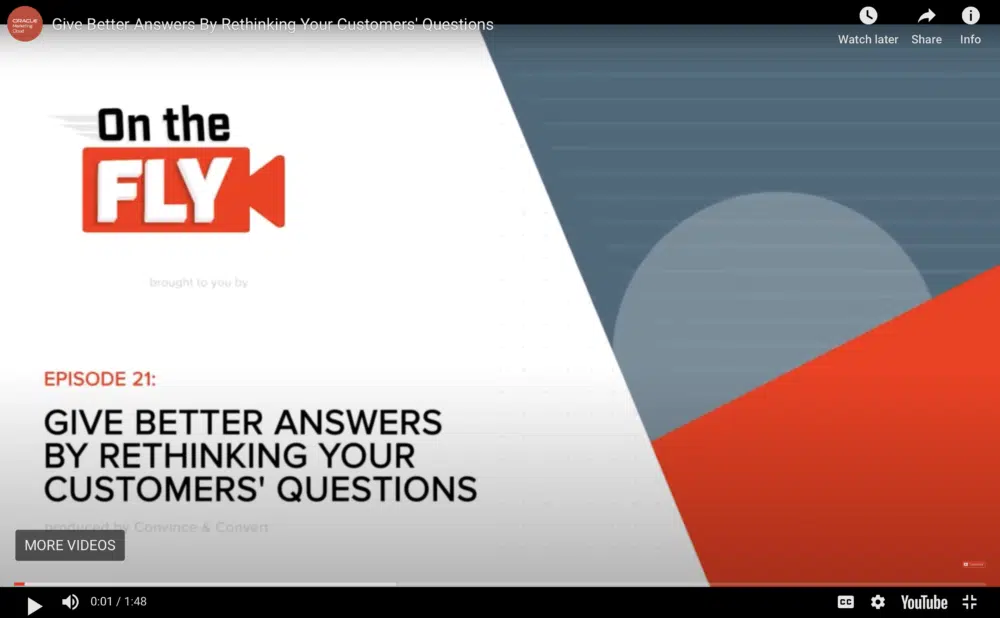 ORACLE
Marketing
Cloud
Give Better Answers By Rethinking Your Customers' Questions
Watch later
Share
Info
On the
FLY
brought to you by
EPISODE 21:
GIVE BETTER ANSWERS
BY RETHINKING YOUR
CUSTOMERS' QUESTIONS
produced by Convince & Convert
MORE VIDEOS
0:01 / 1:48
CC
YouTube